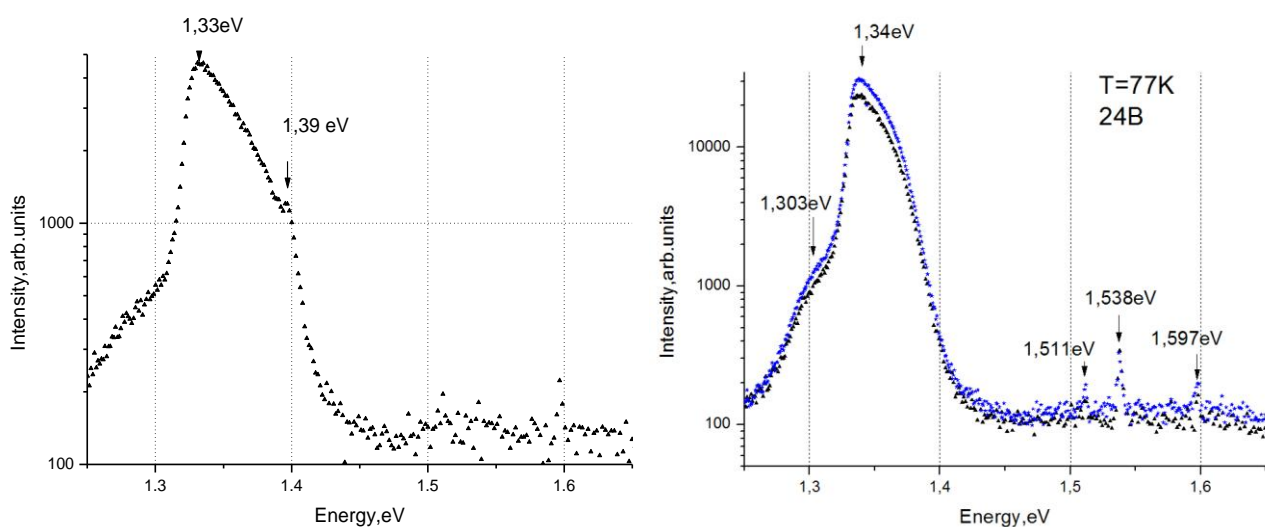 1,33eV
1,39 eV
1000
100
1.3
1.4
1.5
1.6
Energy,eV
Intensity,arb.units
1,34eV
T=77K
24B
10000
1,303eV
1000
1,538eV
1,511eV
1,597eV
100
1,3
1,4
1,5
1,6
Energy,eV
Intensity,arb.units